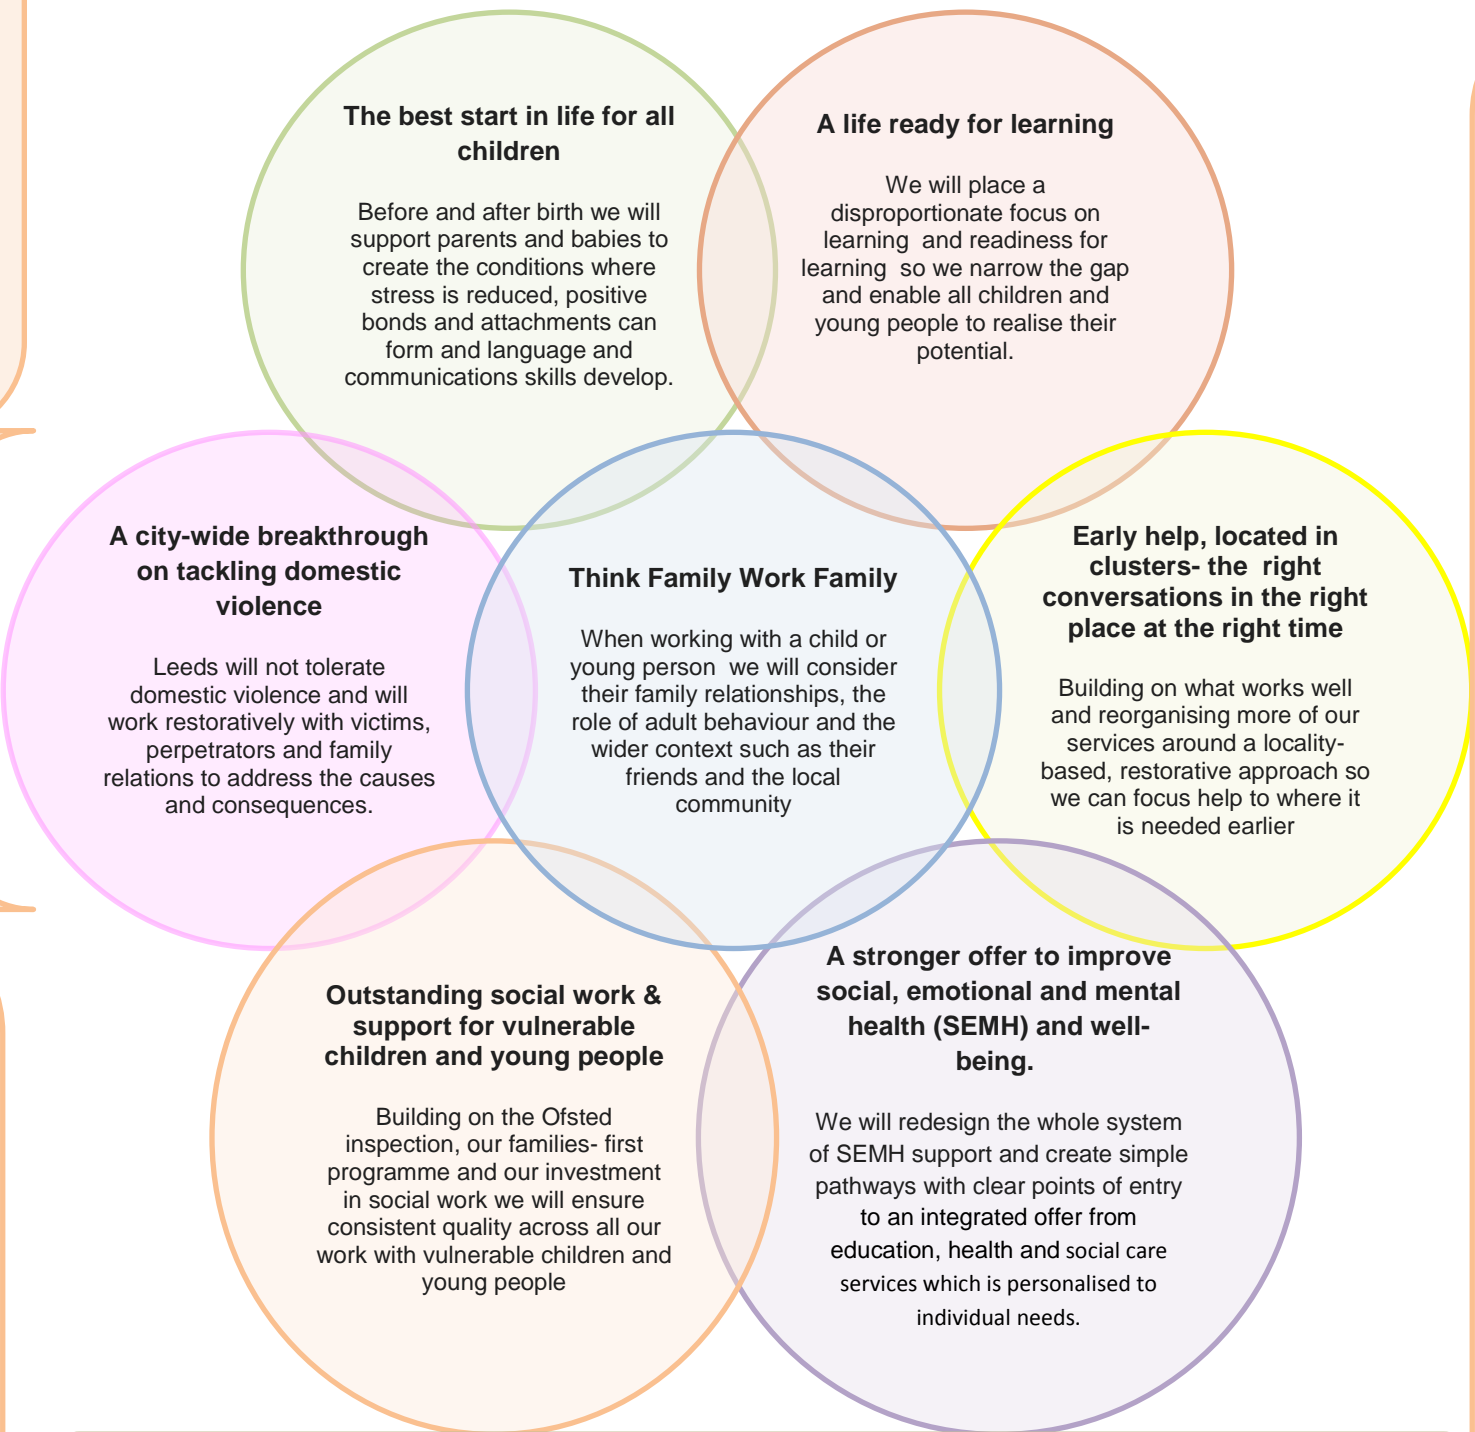 The best start in life for all
children
Before and after birth we will
support parents and babies to
create the conditions where
stress is reduced, positive
bonds and attachments can
form and language and
communications skills develop.
A life ready for learning
We will place a
disproportionate focus on
learning and readiness for
learning so we narrow the gap
and enable all children and
young people to realise their
potential.
A city-wide breakthrough
on tackling domestic
violence
Leeds will not tolerate
domestic violence and will
work restoratively with victims,
perpetrators and family
relations to address the causes
and consequences.
Think Family Work Family
When working with a child or
young person we will consider
their family relationships, the
role of adult behaviour and the
wider context such as their
friends and the local
community
Early help, located in
clusters- the right
conversations in the right
place at the right time
Building on what works well
and reorganising more of our
services around a locality-
based, restorative approach so
we can focus help to where it
is needed earlier
Outstanding social work &
support for vulnerable
children and young people
Building on the Ofsted
inspection, our families- first
programme and our investment
in social work we will ensure
consistent quality across all our
work with vulnerable children and
young people
A stronger offer to improve
social, emotional and mental
health (SEMH) and well-
being.
We will redesign the whole system
of SEMH support and create simple
pathways with clear points of entry
to an integrated offer from
education, health and social care
services which is personalised to
individual needs.